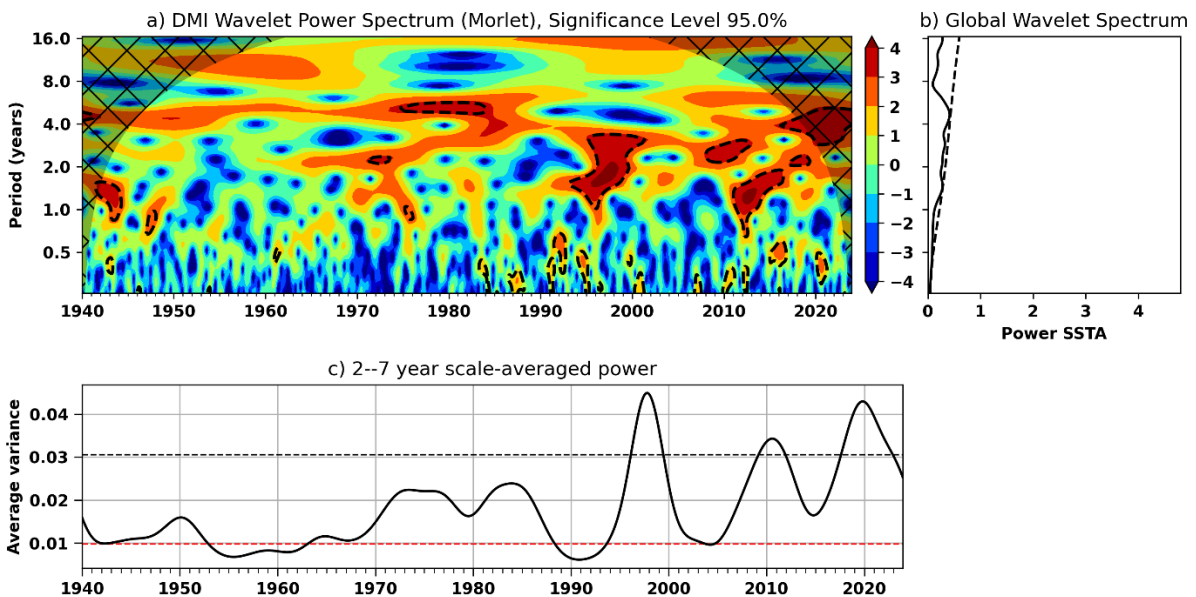 a) DMI Wavelet Power Spectrum (Morlet), Significance Level 95.0%
b) Global Wavelet Spectrum
Period (years)
16.0
8.0
4.0
2.0
1.0
0.5
1940 1950 1960 1970 1980 1990 2000 2010 2020
4
3
2
1
0
−1
−2
−3
−4
0 1 2 3 4
Power SSTA
c) 2--7 year scale-averaged power
Average variance
0.04
0.03
0.02
0.01
1940 1950 1960 1970 1980 1990 2000 2010 2020